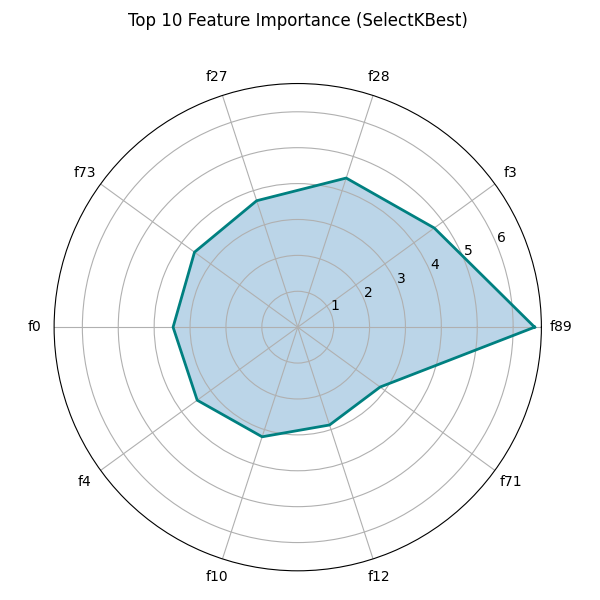 Top 10 Feature Importance (SelectKBest)
f27
f28
f73
f3
6
5
4
3
2
1
f0
f89
f4
f71
f10
f12